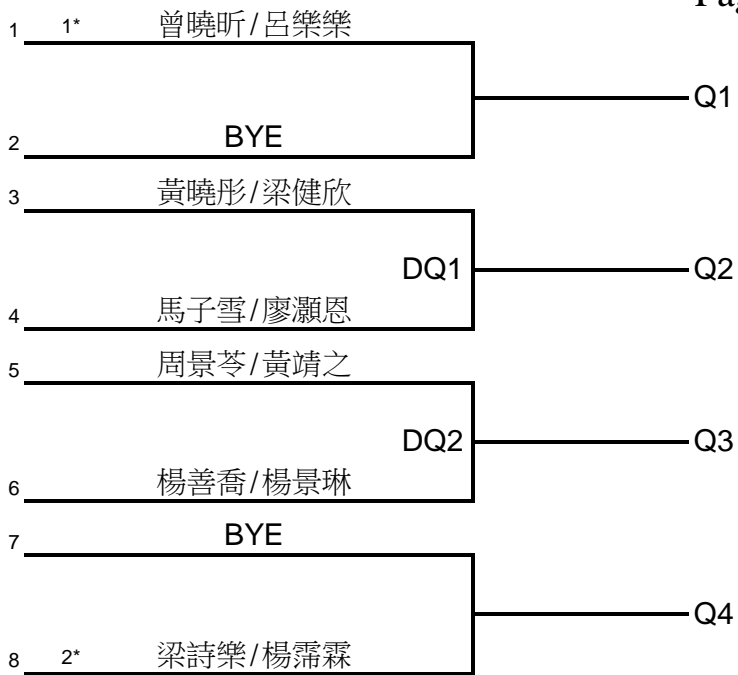 Pag
1 1* 曾曉昕/呂樂樂
Q1
2 BYE
3 黃曉彤/梁健欣
DQ1 Q2
4 馬子雪/廖灝恩
5 周景苓/黃靖之
DQ2 Q3
6 楊善喬/楊景琳
7 BYE
Q4
8 2* 梁詩樂/楊霈霖